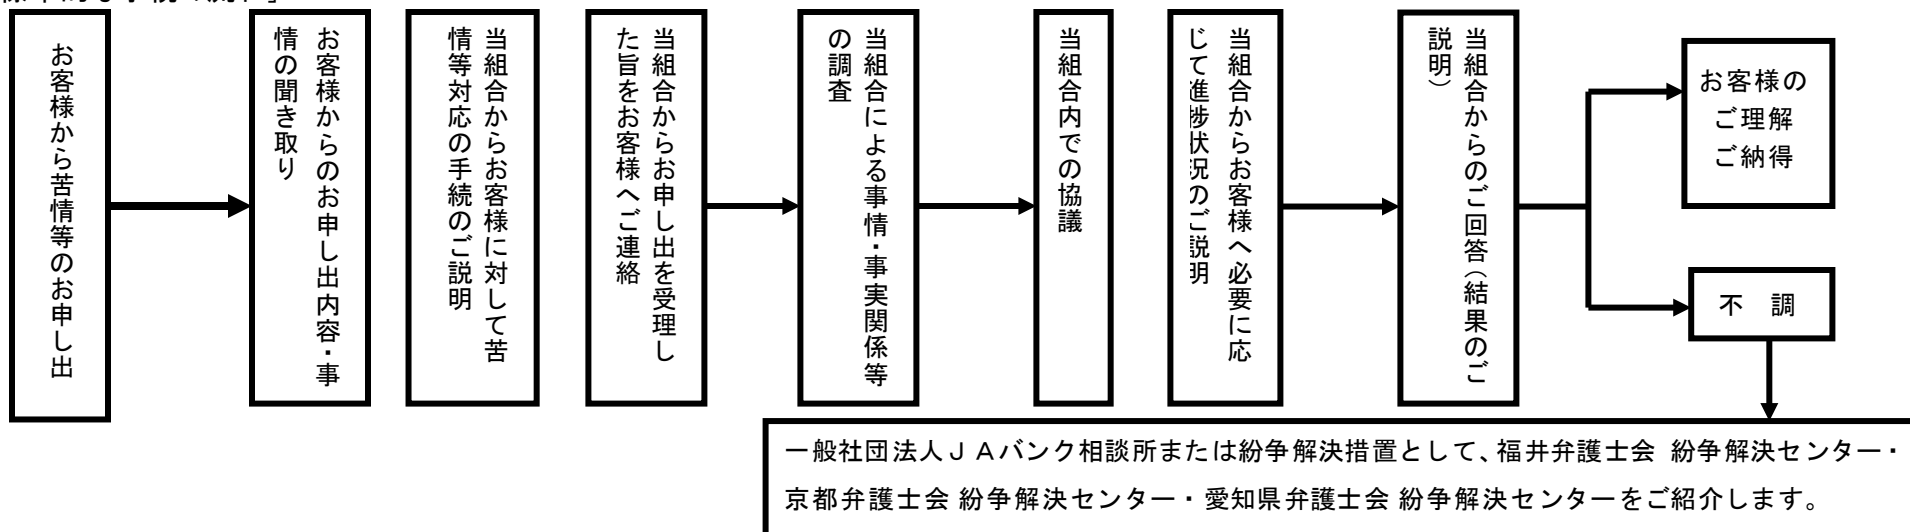 お客様から苦情等のお申し出
お客様からのお申し出内容・事
情の聞き取り
当組合からお客様に対して苦
情等対応の手続のご説明
当組合からお申し出を受理し
た旨をお客様へご連絡
当組合による事情・事実関係等
の調査
当組合内での協議
当組合からお客様へ必要に応
じて進捗状況のご説明
当組合からのご回答（結果のご
説明）
お客様の
ご理解
ご納得
不　調
一般社団法人ＪＡバンク相談所または紛争解決措置として、福井弁護士会 紛争解決センター・
京都弁護士会 紛争解決センター・愛知県弁護士会 紛争解決センターをご紹介します。